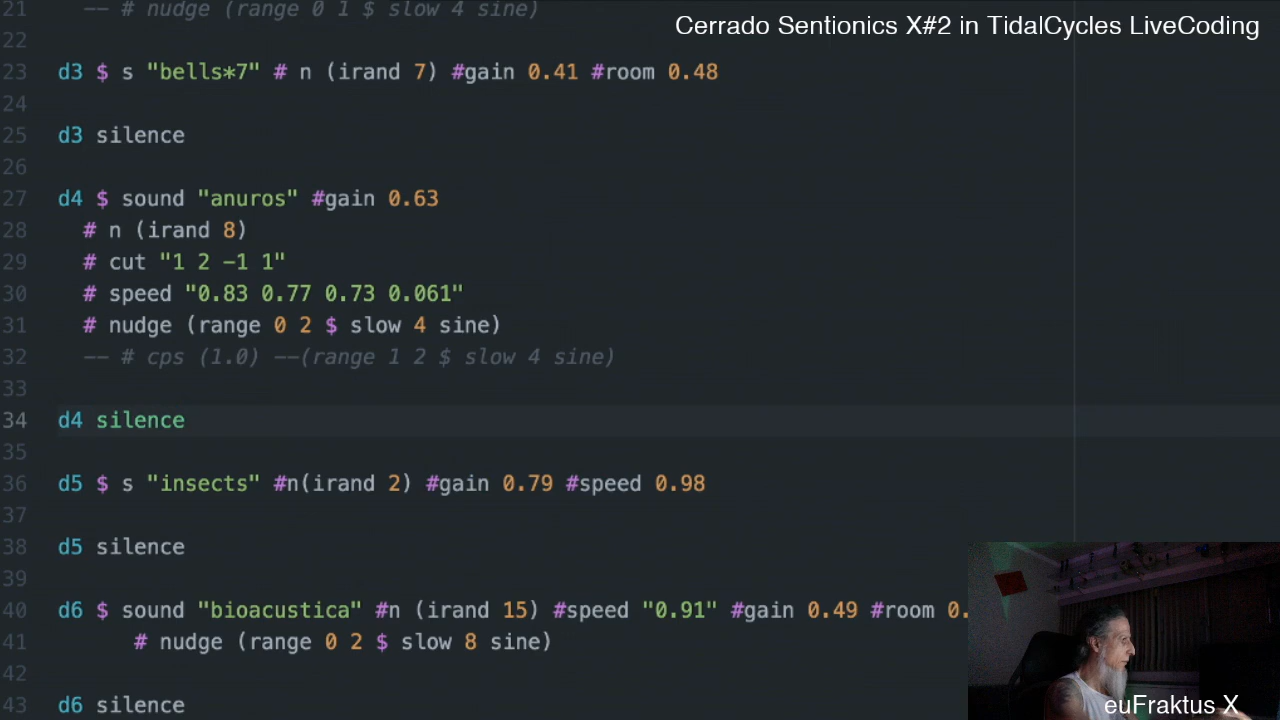 Cerrado Sentionics X#2 in TidalCycles LiveCoding
21 -- # nudge (range 0 1 $ slow 4 sine)
22
23 d3 $ s "bells*7" # n (irand 7) #gain 0.41 #room 0.48
24
25 d3 silence
26
27 d4 $ sound "anuros" #gain 0.63
28 # n (irand 8)
29 # cut "1 2 -1 1"
30 # speed "0.83 0.77 0.73 0.061"
31 # nudge (range 0 2 $ slow 4 sine)
32 -- # cps (1.0) --(range 1 2 $ slow 4 sine)
33
34 d4 silence
35
36 d5 $ s "insects" #n(irand 2) #gain 0.79 #speed 0.98
37
38 d5 silence
39
40 d6 $ sound "bioacustica" #n (irand 15) #speed "0.91" #gain 0.49 #room 0.
41 # nudge (range 0 2 $ slow 8 sine)
42
43 d6 silence
euFraktus X